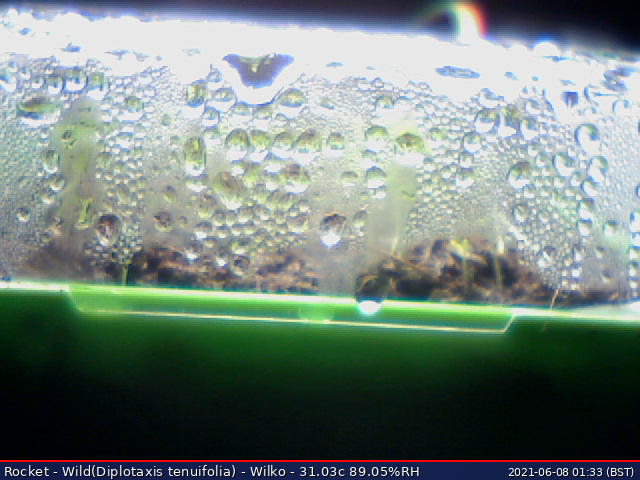 Rocket - Wild(Diplotaxis tenuifolia) - Wilko - 31.03c 89.05%RH 2021-06-08 01:33 (BST)